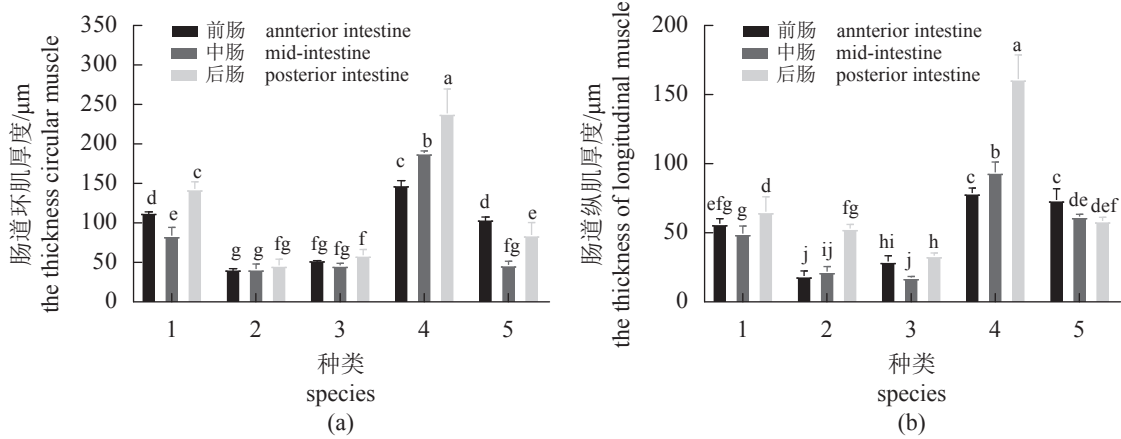 肠道环肌厚度/μm
the thickness circular muscle
350
300
250
200
150
100
50
0
前肠 annterior intestine
中肠 mid-intestine
后肠 posterior intestine
d
e
c
g
g
fg
fg
fg
f
c
b
a
d
fg
e
1 2 3 4 5
种类
species
(a)
肠道纵肌厚度/μm
the thickness of longitudinal muscle
200
150
100
50
0
前肠 annterior intestine
中肠 mid-intestine
后肠 posterior intestine
efg
g
d
j
ij
fg
hi
j
h
c
b
a
c
de
def
1 2 3 4 5
种类
species
(b)